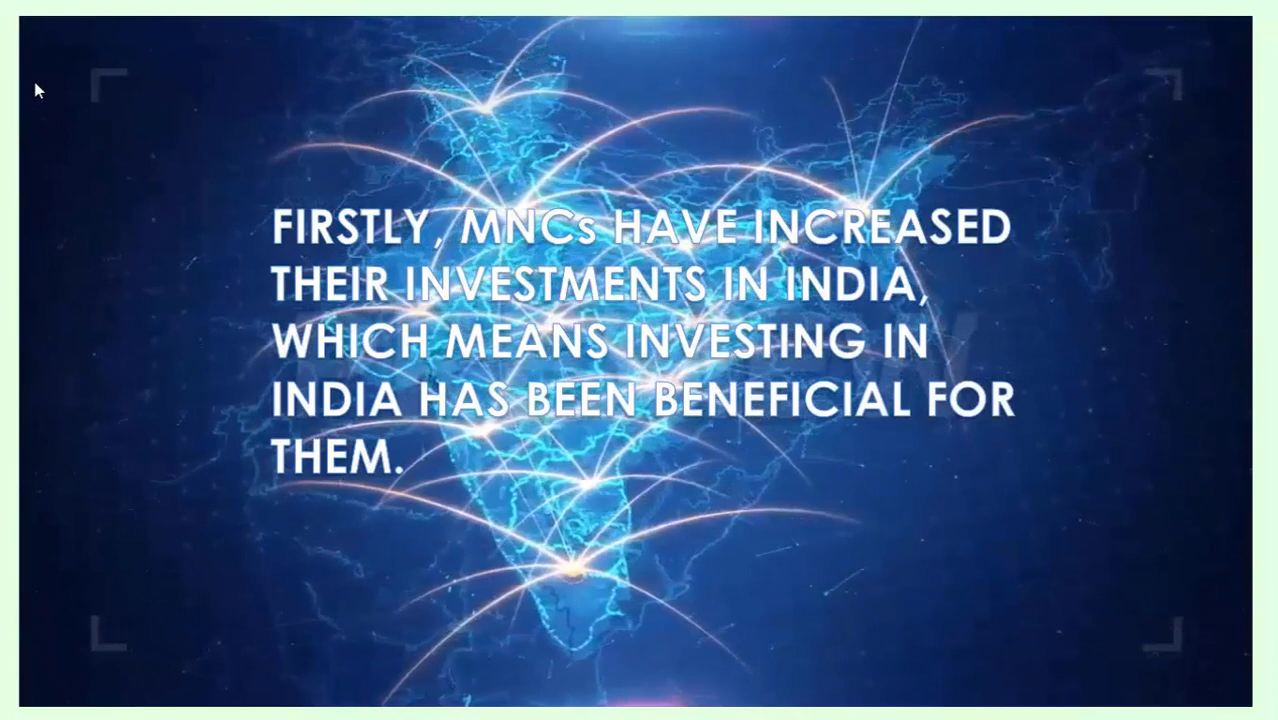 FIRSTLY, MNCs HAVE INCREASED
THEIR INVESTMENTS IN INDIA,
WHICH MEANS INVESTING IN
INDIA HAS BEEN BENEFICIAL FOR
THEM.